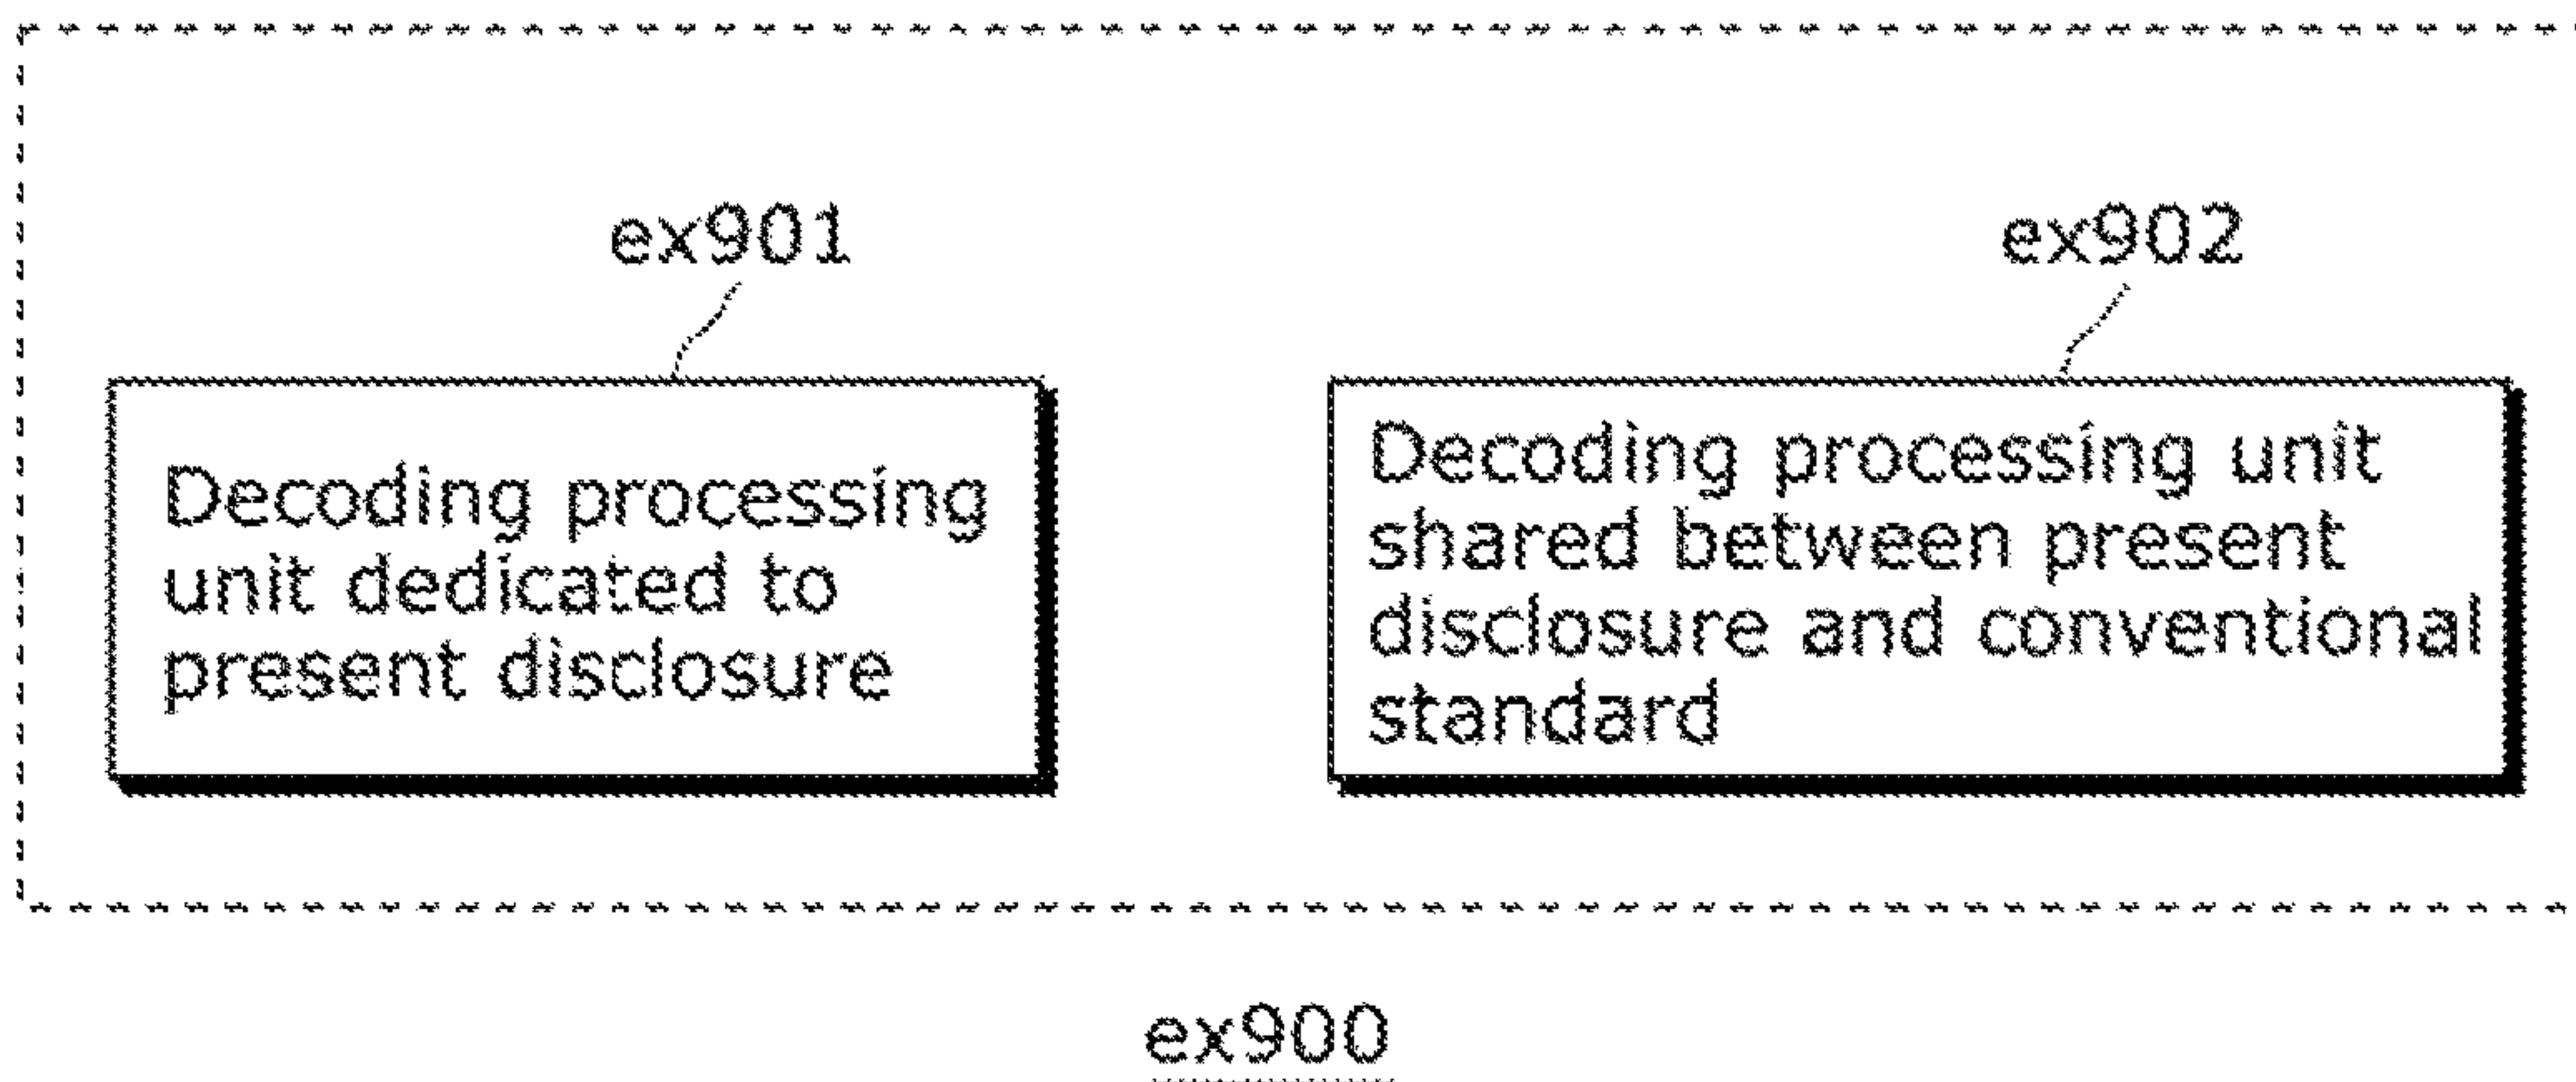 ex901
ex902
Decoding processing
unit dedicated to
present disclosure
Decoding processing unit
shared between present
disclosure and conventional
standard
ex900